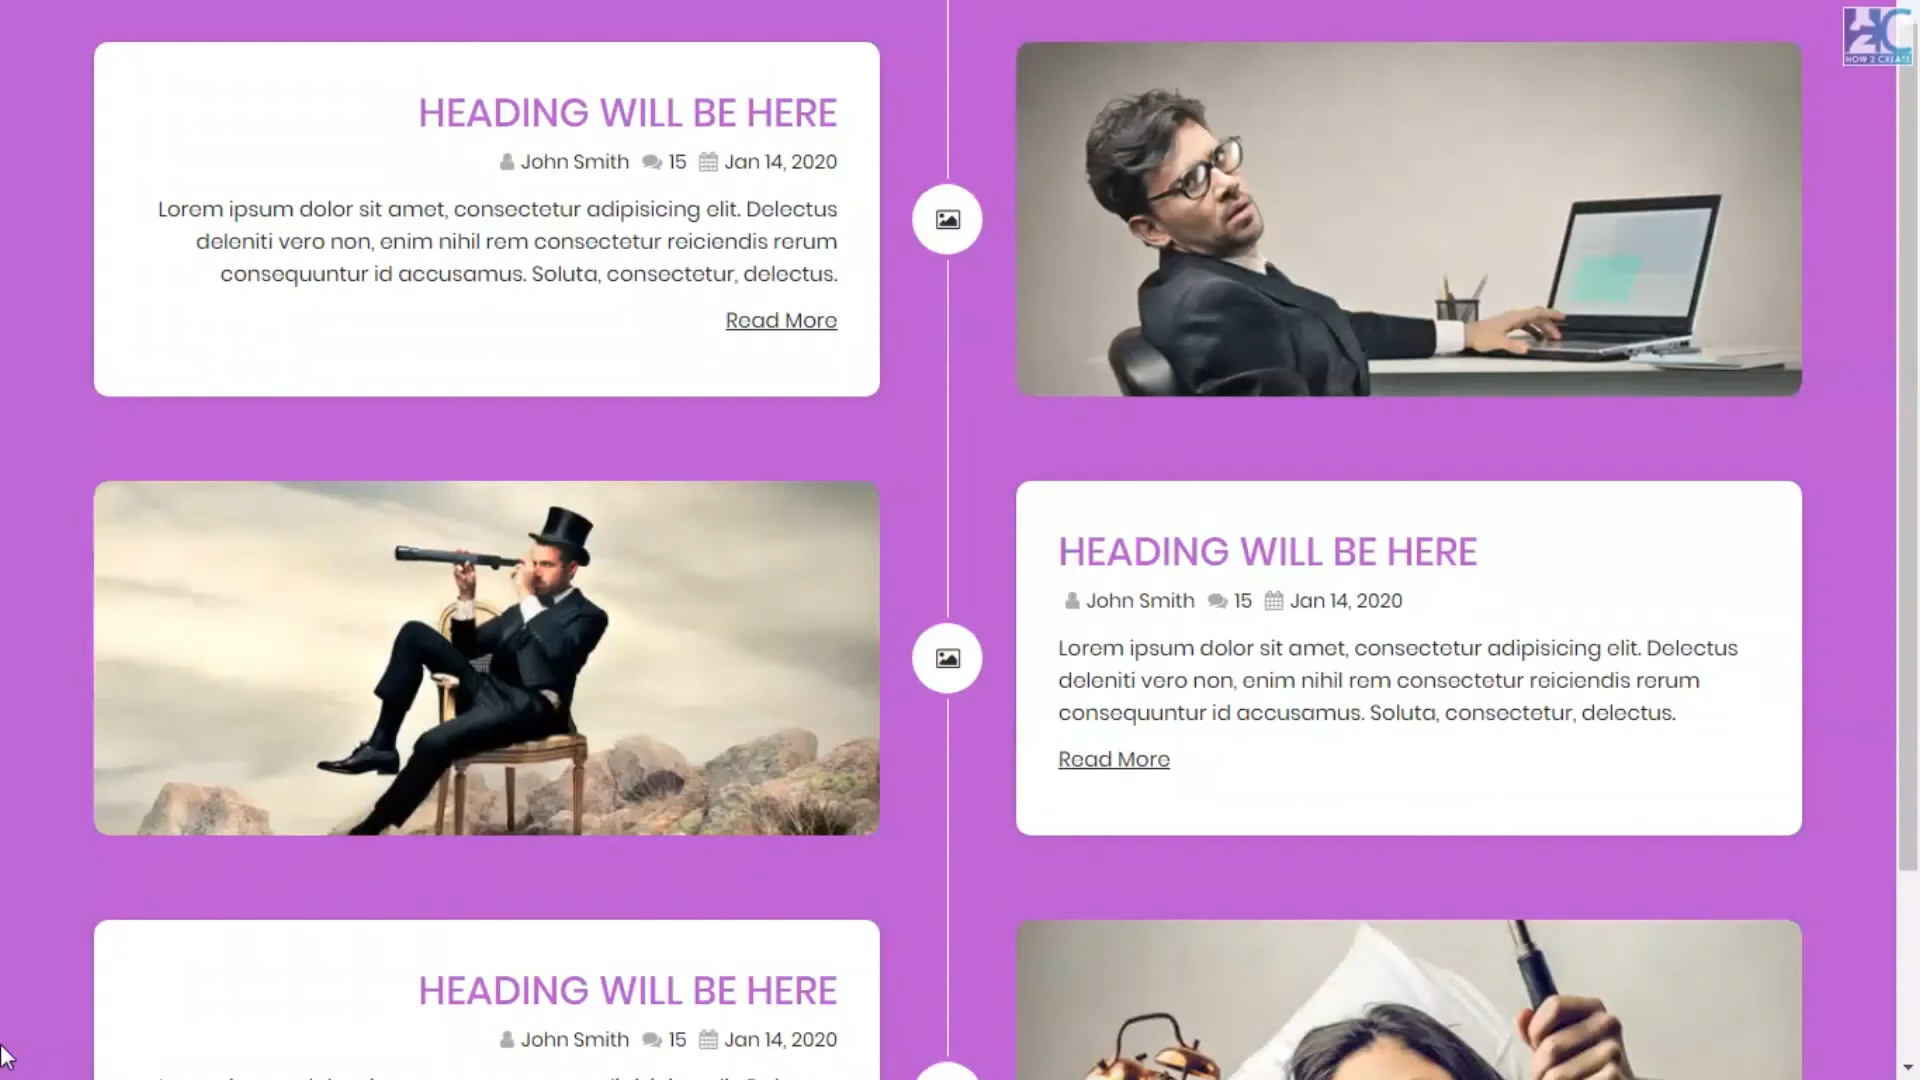 NOW 2 CREATE
HEADING WILL BE HERE
John Smith 15 Jan 14, 2020
Lorem ipsum dolor sit amet, consectetur adipisicing elit. Delectus
deleniti vero non, enim nihil rem consectetur reiciendis rerum
consequuntur id accusamus. Soluta, consectetur, delectus.
Read More
HEADING WILL BE HERE
John Smith 15 Jan 14, 2020
Lorem ipsum dolor sit amet, consectetur adipisicing elit. Delectus
deleniti vero non, enim nihil rem consectetur reiciendis rerum
consequuntur id accusamus. Soluta, consectetur, delectus.
Read More
HEADING WILL BE HERE
John Smith 15 Jan 14, 2020